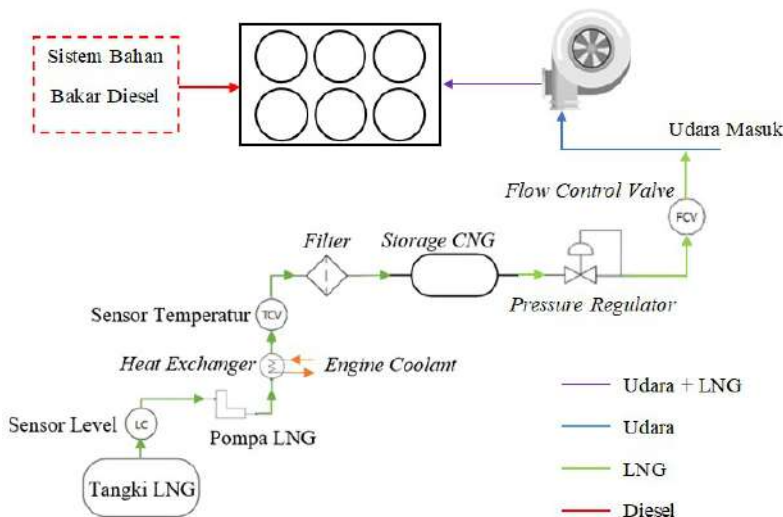 Sistem Bahan
Bakar Diesel
Udara Masuk
Flow Control Valve
FCV
Filter
Storage CNG
Pressure Regulator
Sensor Temperatur
TCV
Heat Exchanger
Engine Coolant
Sensor Level
LC
Pompa LNG
Tangki LNG
Udara + LNG
Udara
LNG
Diesel